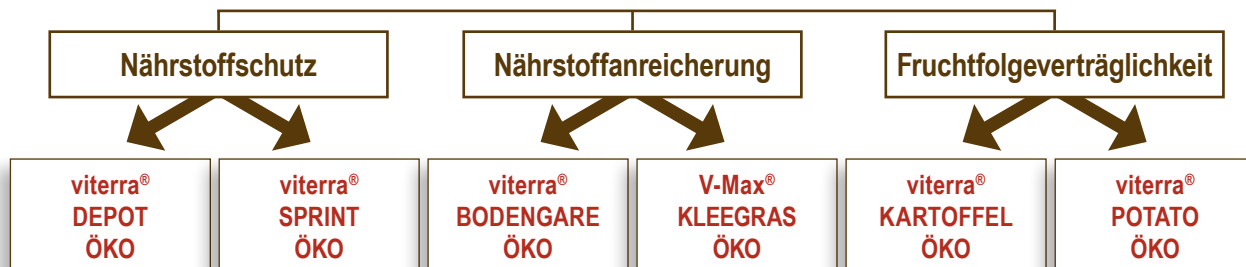 Nährstoffschutz
Nährstoffanreicherung
Fruchtfolgeverträglichkeit
viterra®
DEPOT
ÖKO
viterra®
SPRINT
ÖKO
viterra®
BODENGARE
ÖKO
V-Max®
KLEEGRAS
ÖKO
viterra®
KARTOFFEL
ÖKO
viterra®
POTATO
ÖKO